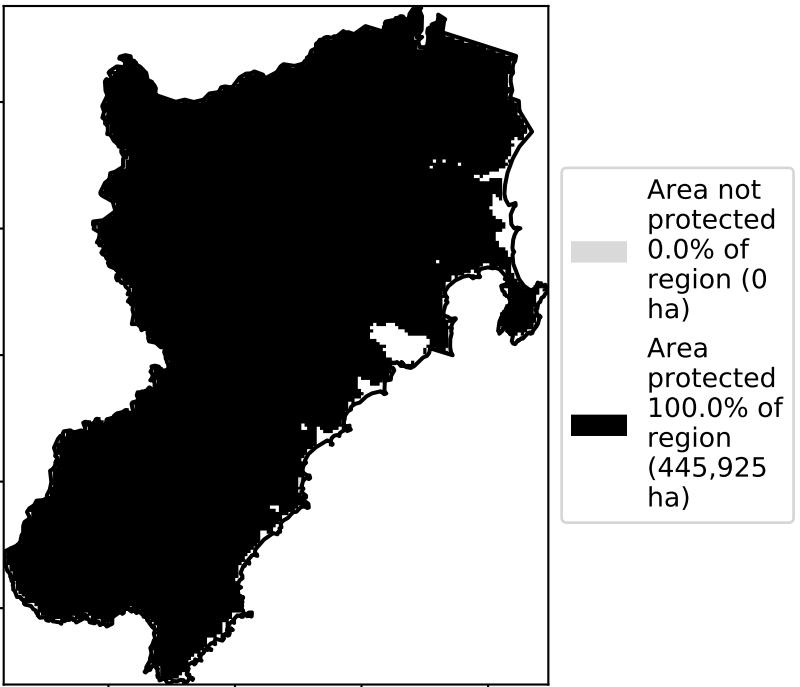 Area not
protected
0.0% of
region (0
ha)
Area
protected
100.0% of
region
(445,925
ha)